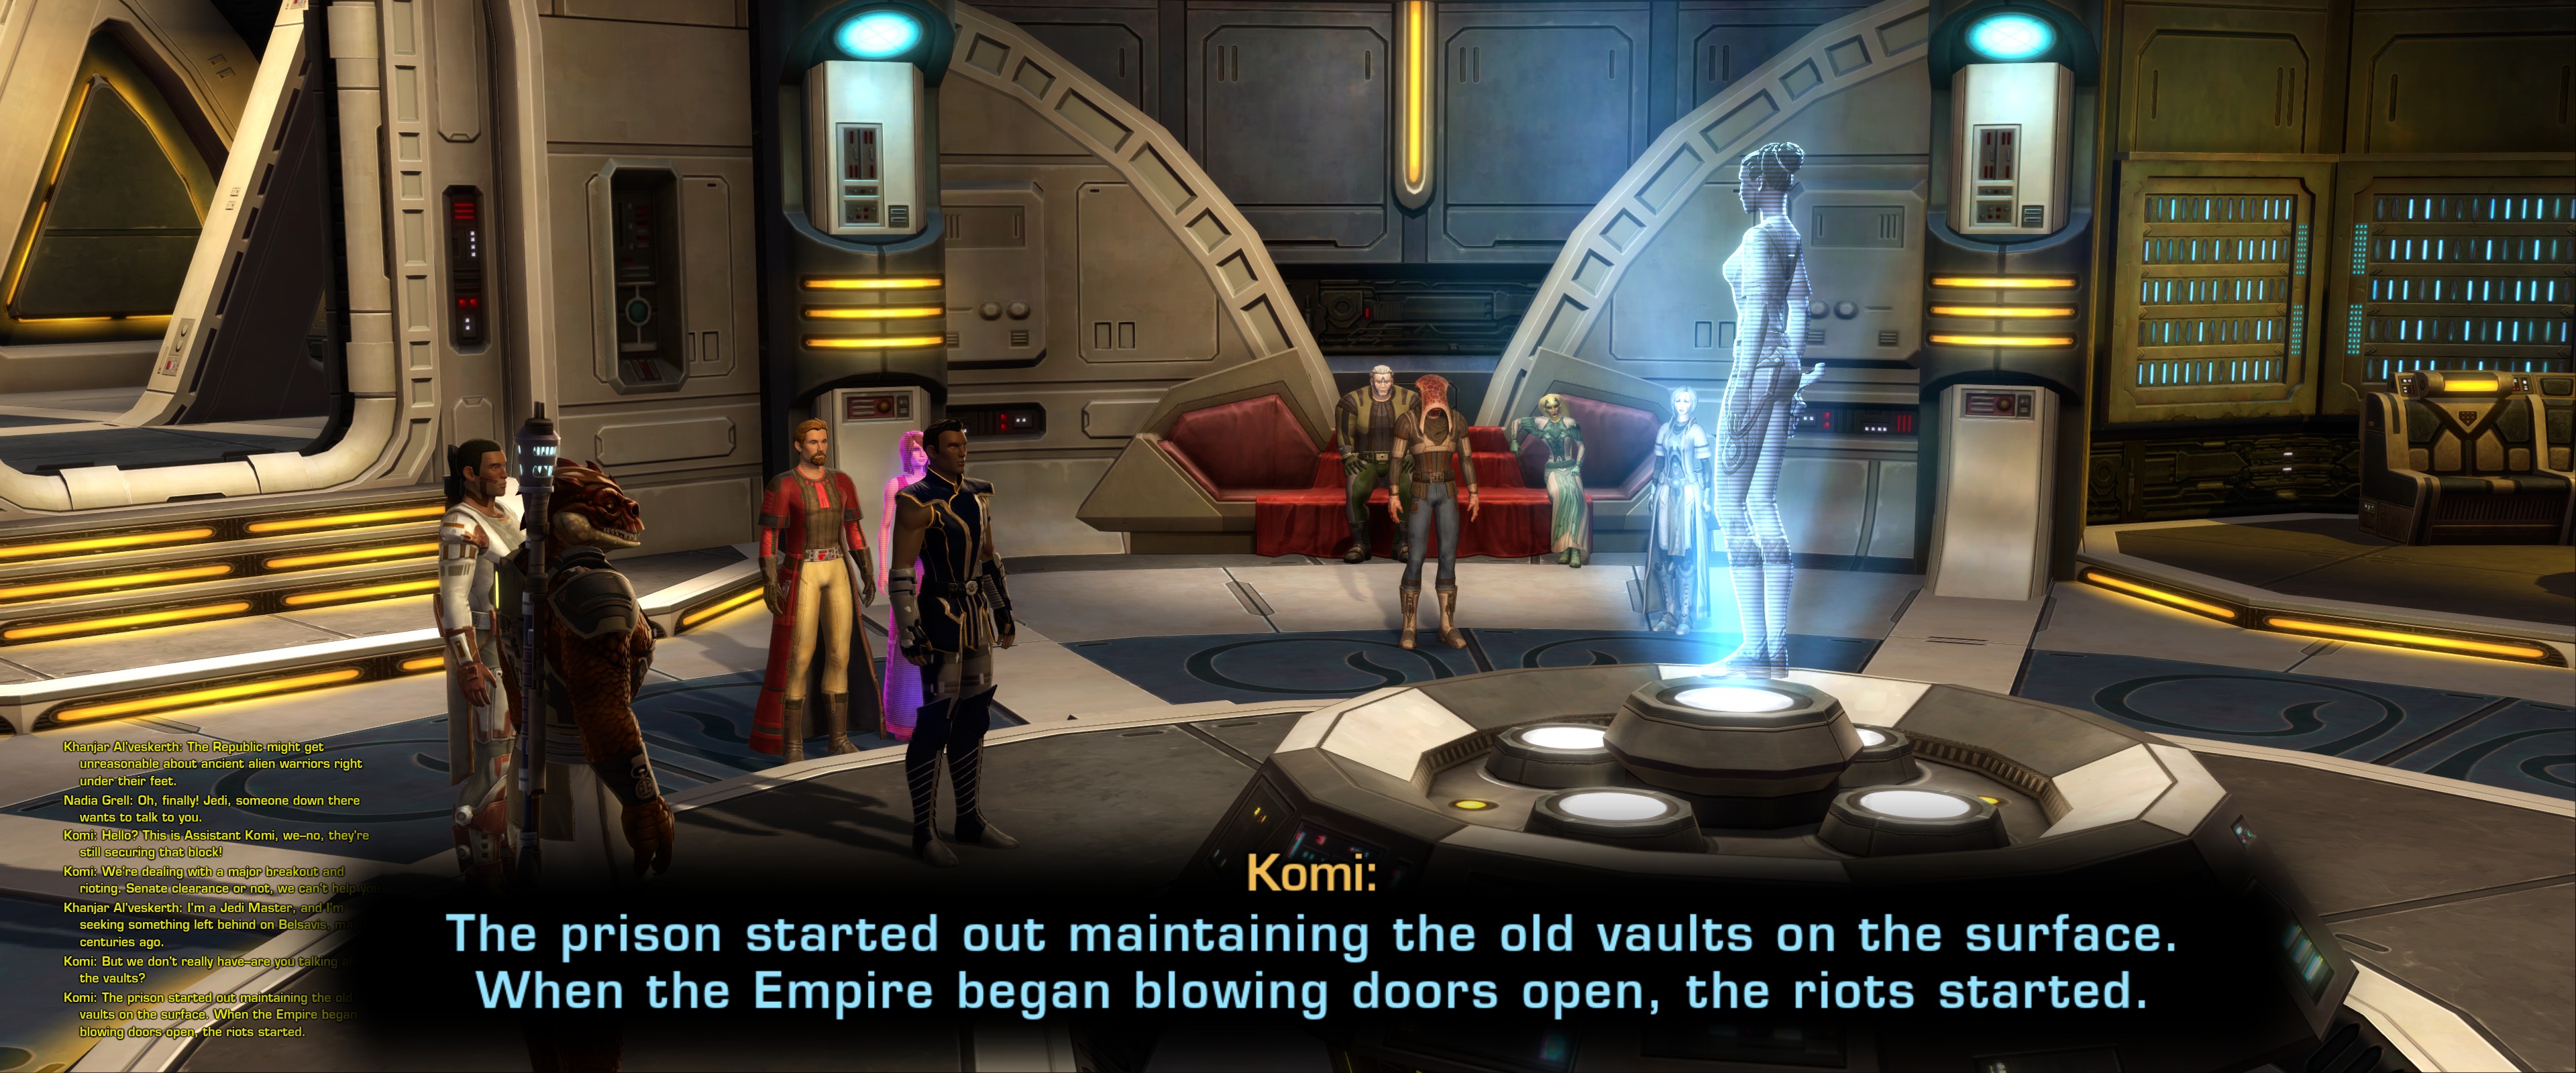 Khanjar Al'veskerth: The Republic might get
unreasonable about ancient alien warriors right
under their feet.
Nadia Grell: Oh, finally! Jedi, someone down there
wants to talk to you.
Komi: Hello? This is Assistant Komi, we–no, they're
still securing that block!
Komi: We're dealing with a major breakout and
rioting. Senate clearance or not, we can't help you
Khanjar Al'veskerth: I'm a Jedi Master, and I'm
seeking something left behind on Belsavis,
centuries ago.
Komi: But we don't really have–are you talking
the vaults?
Komi: The prison started out maintaining the old
vaults on the surface. When the Empire began
blowing doors open, the riots started.
Komi:
The prison started out maintaining the old vaults on the surface.
When the Empire began blowing doors open, the riots started.